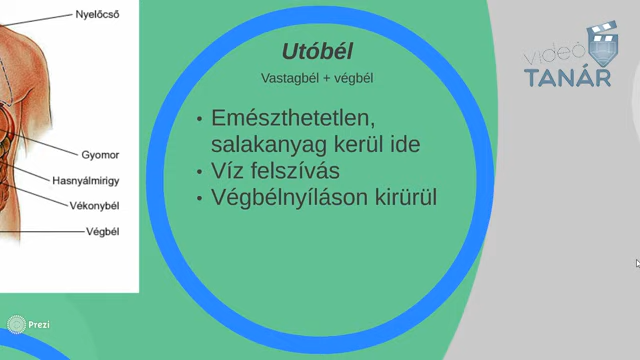 Nyelőcső
Gyomor
Hasnyálmirigy
Vékonybél
Végbél
Utóbél
Vastagbél + végbél
• Emészthetetlen,
salakanyag kerül ide
• Víz felszívás
• Végbélnyíláson kirürül
videó
TANÁR
Prezi